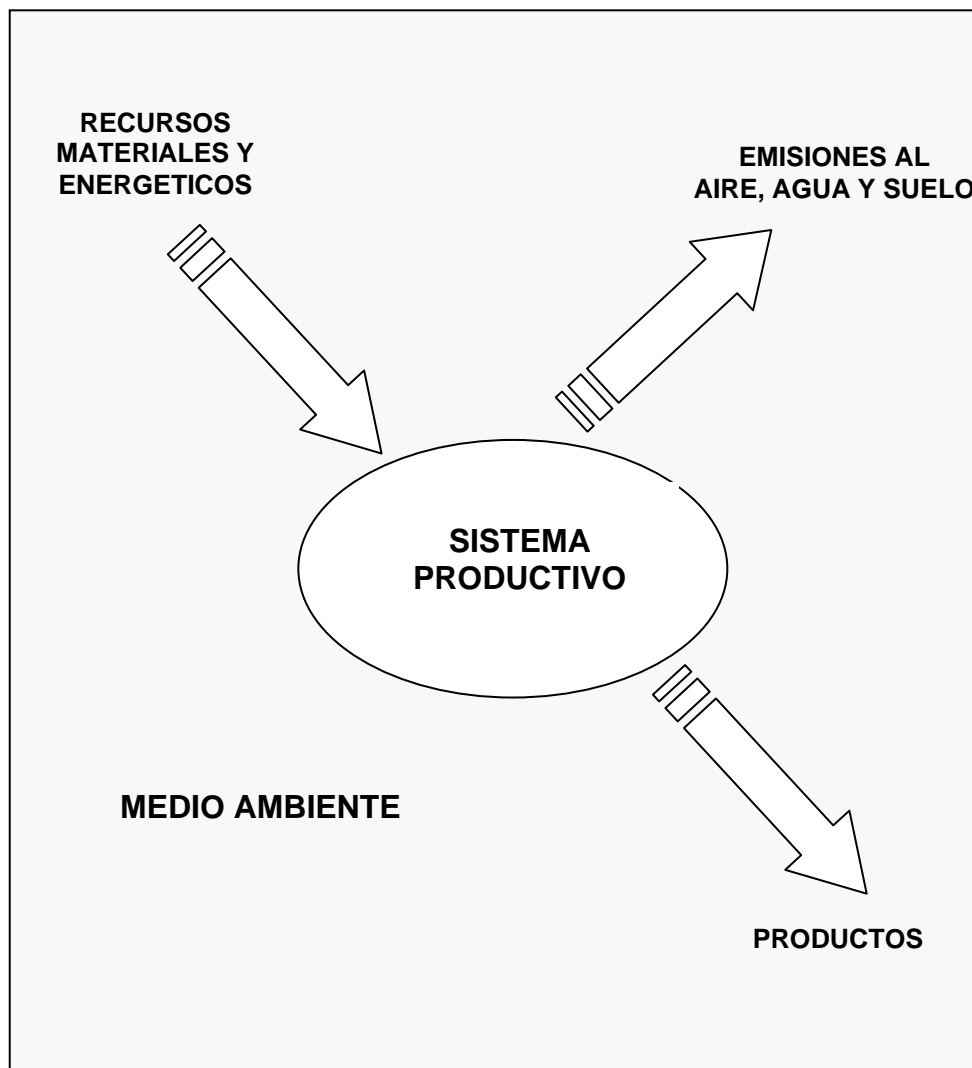 RECURSOS
MATERIALES Y
ENERGETICOS
EMISIONES AL
AIRE, AGUA Y SUELO
SISTEMA
PRODUCTIVO
MEDIO AMBIENTE
PRODUCTOS